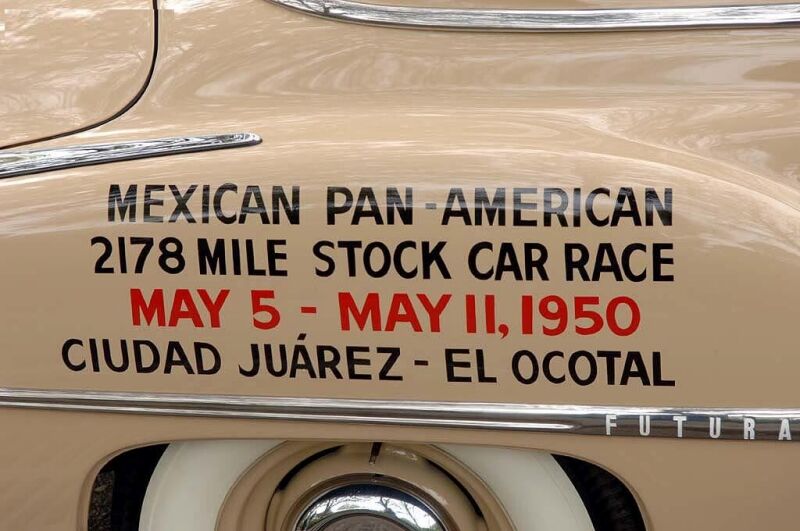 MEXICAN PAN-AMERICAN
2178 MILE STOCK CAR RACE
MAY 5 - MAY 11, 1950
CIUDAD JUÁREZ - EL OCOTAL
FUTURA